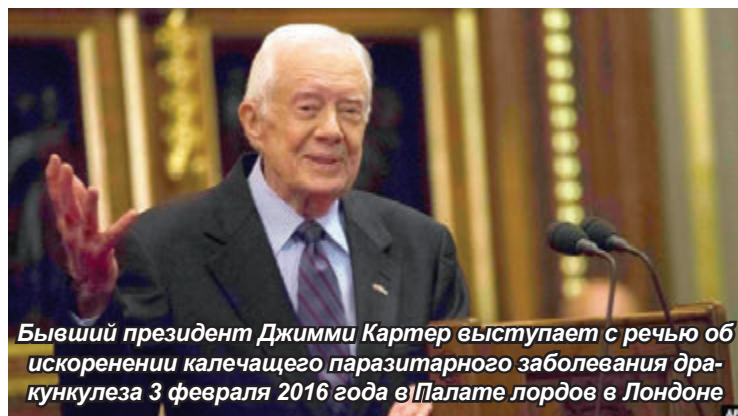 Бывший президент Джимми Картер выступает с речью об
искоренении калечащего паразитарного заболевания дра-
кункулеза 3 февраля 2016 года в Палате лордов в Лондоне